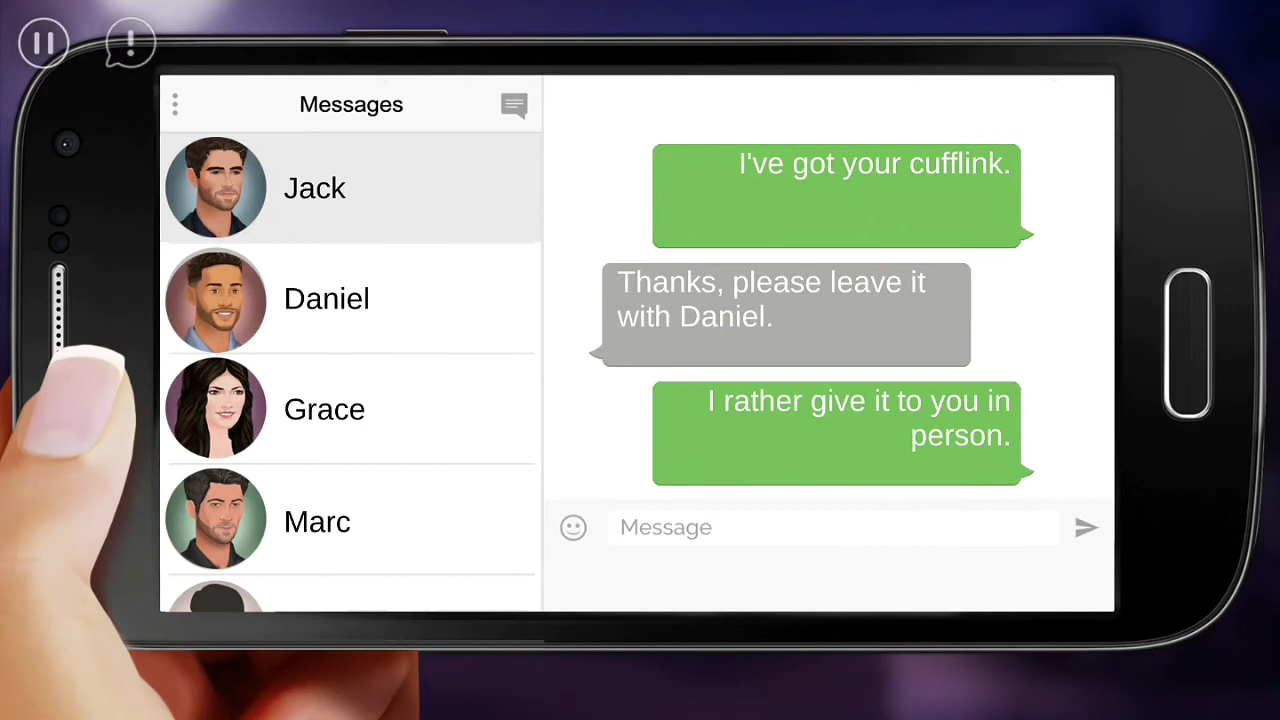 Messages
Jack
Daniel
Grace
Marc
I've got your cufflink.
Thanks, please leave it
with Daniel.
I rather give it to you in
person.
Message